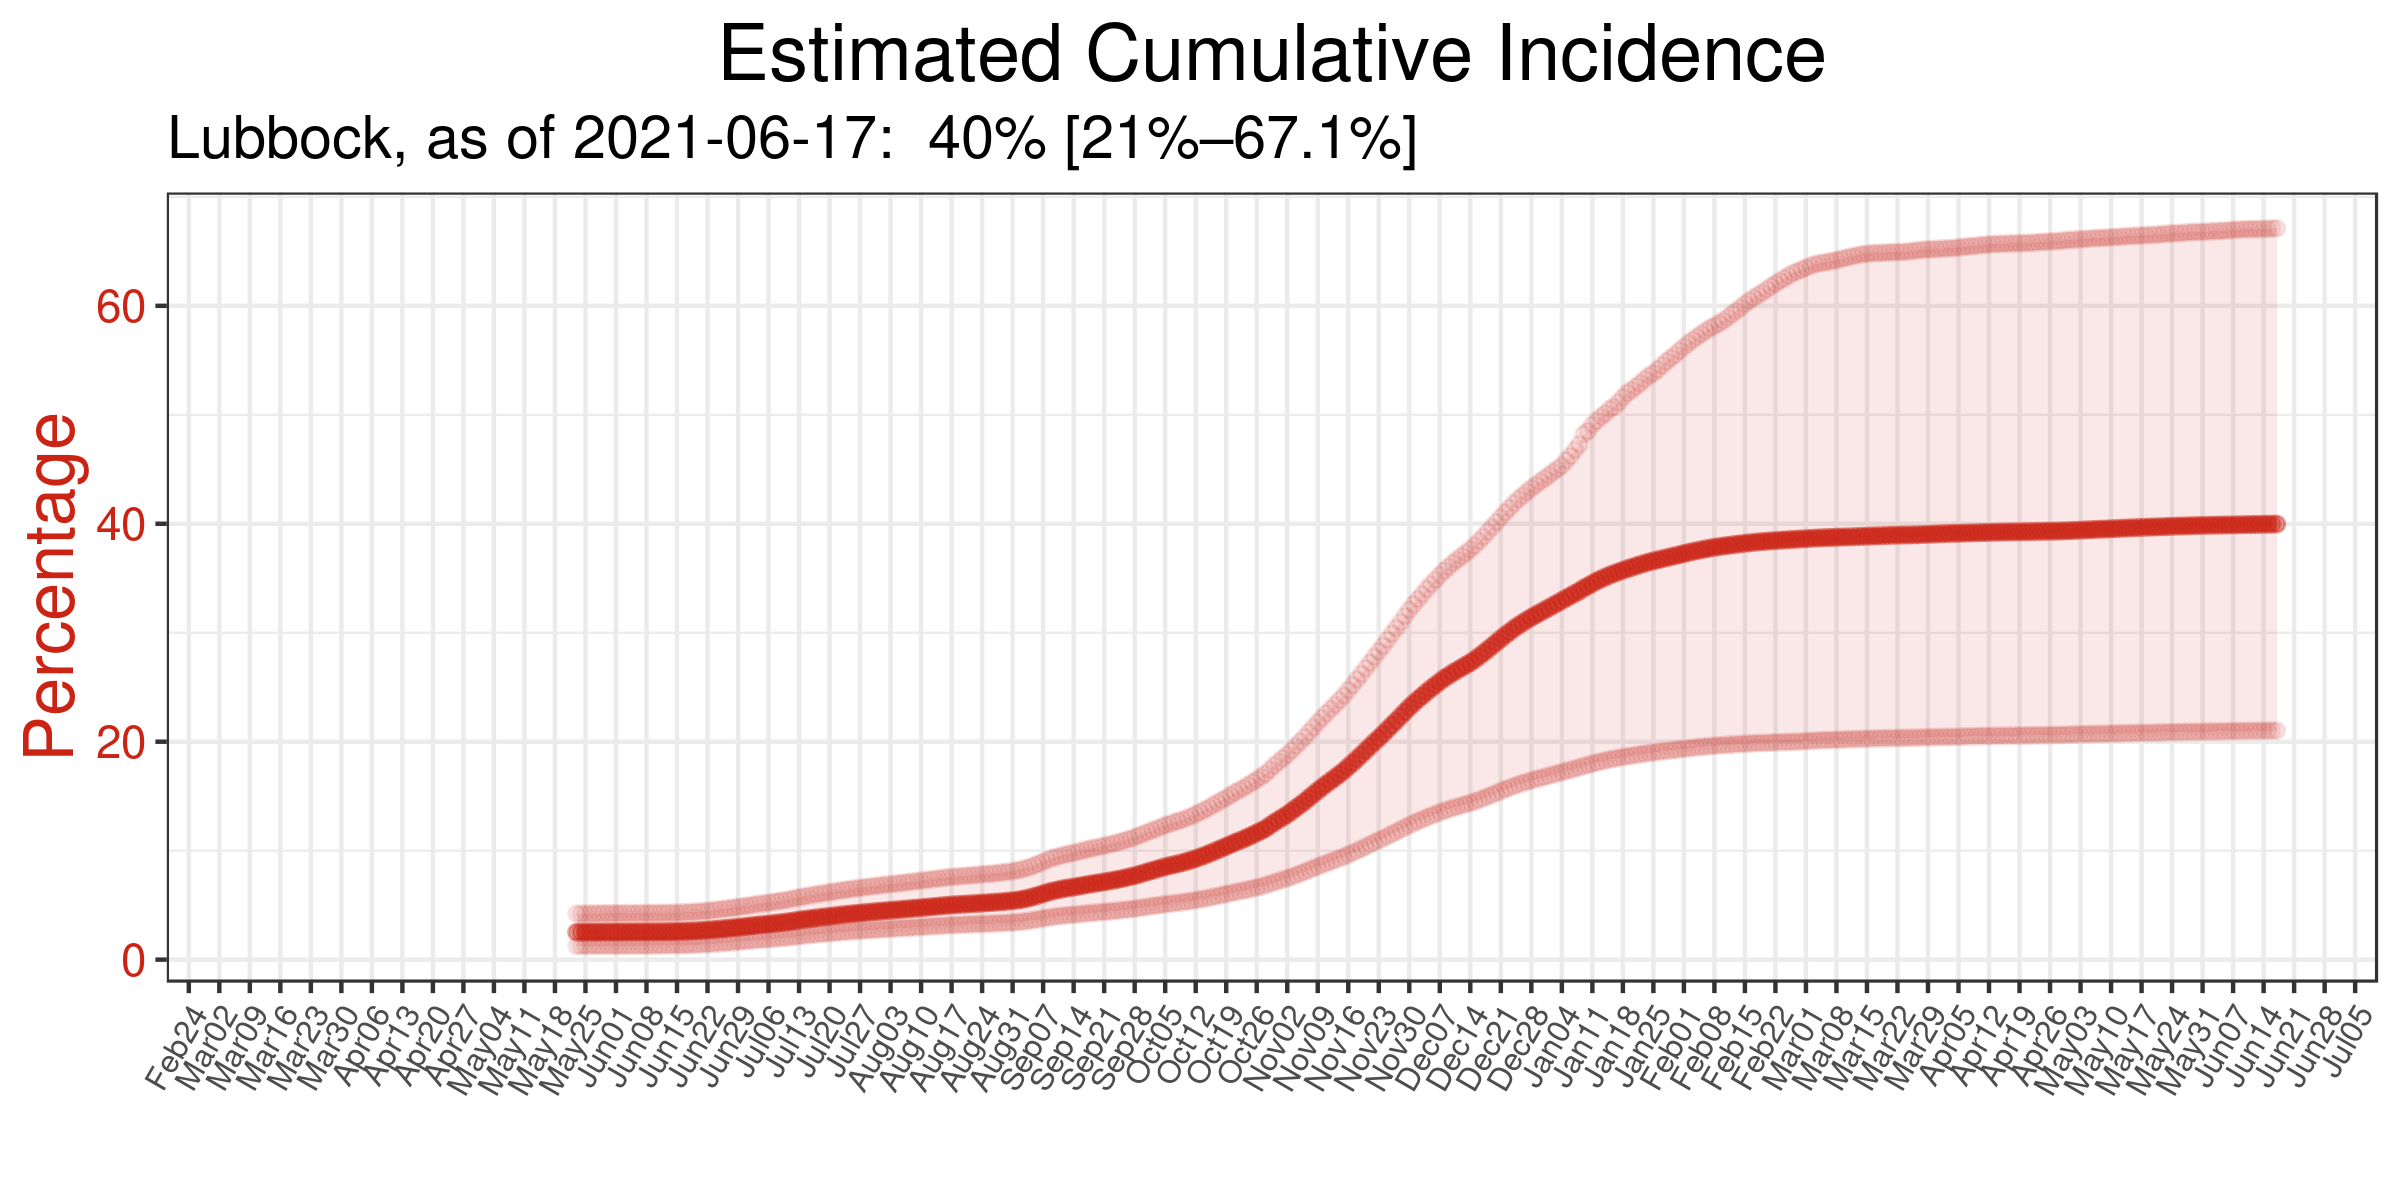 Estimated Cumulative Incidence
Lubbock, as of 2021-06-17:  40% [21%–67.1%]
Percentage
60
40
20
0
Feb24
Mar02
Mar09
Mar16
Mar23
Mar30
Apr06
Apr13
Apr20
Apr27
May04
May11
May18
May25
Jun01
Jun08
Jun15
Jun22
Jun29
Jul06
Jul13
Jul20
Jul27
Aug03
Aug10
Aug17
Aug24
Aug31
Sep07
Sep14
Sep21
Sep28
Oct05
Oct12
Oct19
Oct26
Nov02
Nov09
Nov16
Nov23
Nov30
Dec07
Dec14
Dec21
Dec28
Jan04
Jan11
Jan18
Jan25
Feb01
Feb08
Feb15
Feb22
Mar01
Mar08
Mar15
Mar22
Mar29
Apr05
Apr12
Apr19
Apr26
May03
May10
May17
May24
May31
Jun07
Jun14
Jun21
Jun28
Jul05